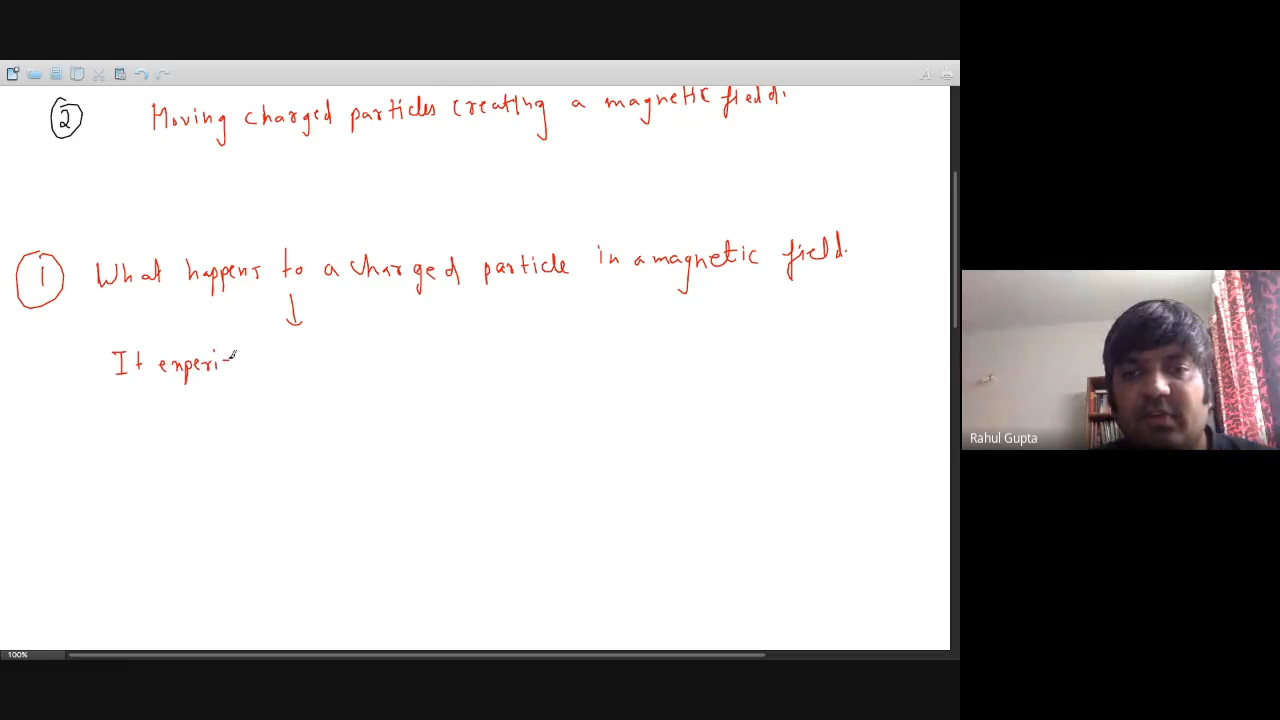 2 Moving charged particles creating a magnetic field.
1 What happens to a charged particle in a magnetic field.
It experi
Rahul Gupta
100%